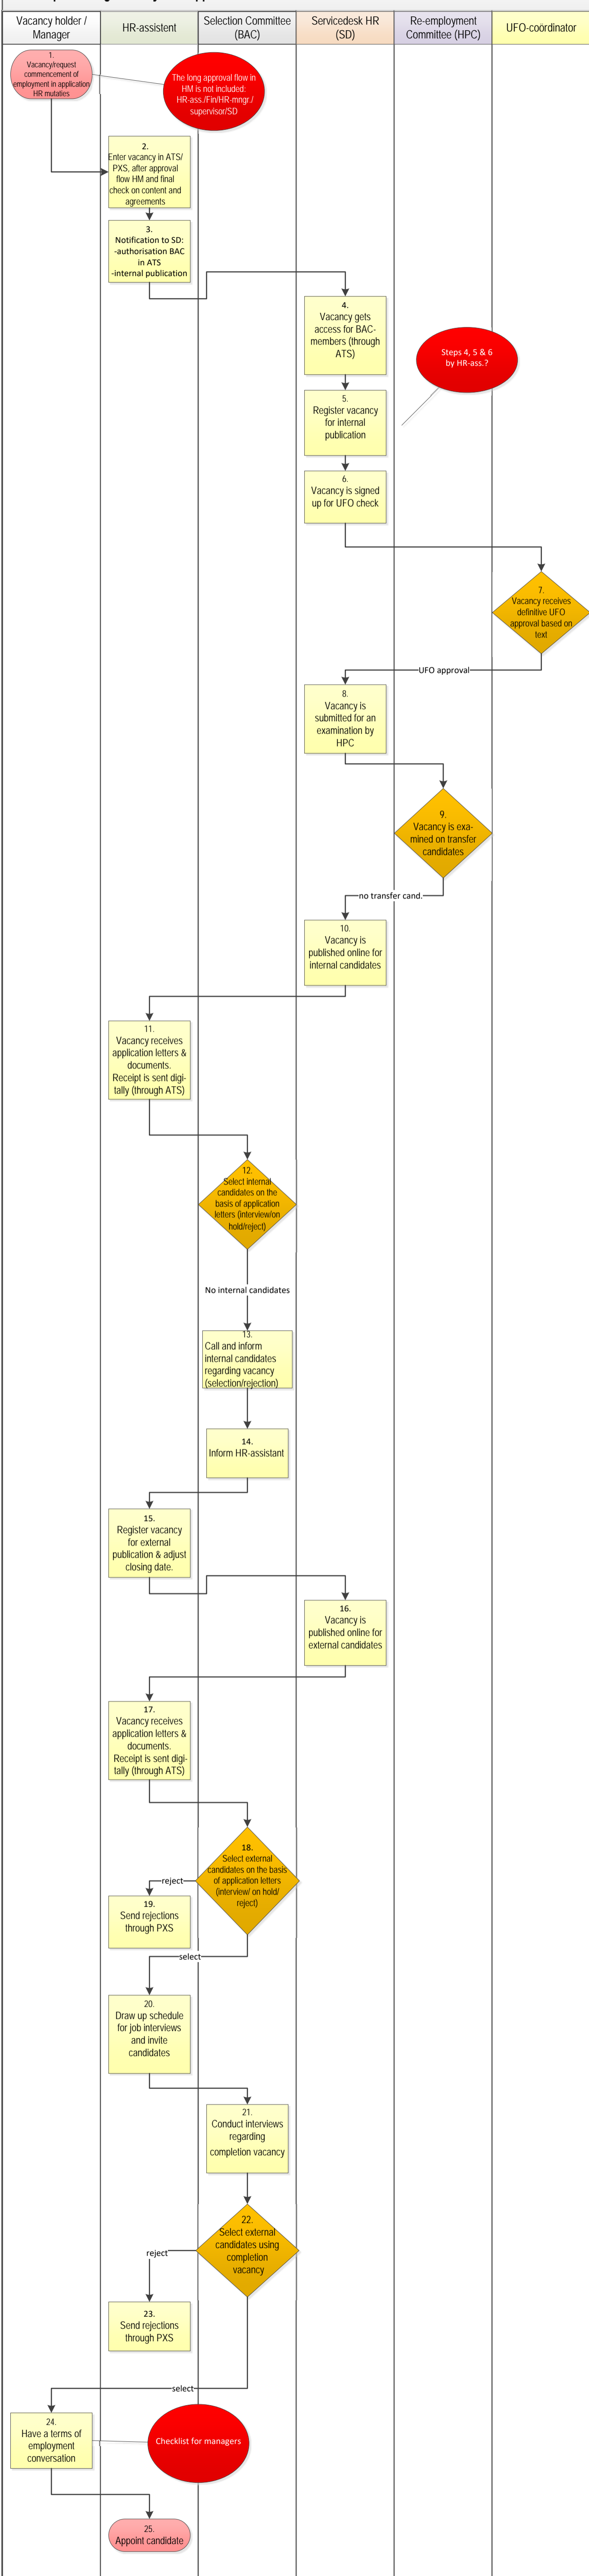 Vacancy holder /
Manager
HR-assistent
Selection Committee
(BAC)
Servicedesk HR
(SD)
Re-employment
Committee (HPC)
UFO-coördinator
1.
Vacancy/request
commencement of
employment in application
HR mutaties
The long approval flow in
HM is not included:
HR-ass./Fin/HR-mngr./
supervisor/SD
2.
Enter vacancy in ATS/
PXS, after approval
flow HM and final
check on content and
agreements
3.
Notification to SD:
-authorisation BAC
in ATS
-internal publication
4.
Vacancy gets
access for BAC-
members (through
ATS)
Steps 4, 5 & 6
by HR-ass.?
5.
Register vacancy
for internal
publication
6.
Vacancy is signed
up for UFO check
7.
Vacancy receives
definitive UFO
approval based on
text
UFO approval
8.
Vacancy is
submitted for an
examination by
HPC
9.
Vacancy is exa-
mined on transfer
candidates
no transfer cand.
10.
Vacancy is
published online for
internal candidates
11.
Vacancy receives
application letters &
documents.
Receipt is sent digi-
tally (through ATS)
12.
Select internal
candidates on the
basis of application
letters (interview/on
hold/reject)
No internal candidates
13.
Call and inform
internal candidates
regarding vacancy
(selection/rejection)
14.
Inform HR-assistant
15.
Register vacancy
for external
publication & adjust
closing date.
16.
Vacancy is
published online for
external candidates
17.
Vacancy receives
application letters &
documents.
Receipt is sent digi-
tally (through ATS)
18.
Select external
candidates on the basis
of application letters
(interview/ on hold/
reject)
reject
19.
Send rejections
through PXS
select
20.
Draw up schedule
for job interviews
and invite
candidates
21.
Conduct interviews
regarding
completion vacancy
22.
Select external
candidates using
completion
vacancy
reject
23.
Send rejections
through PXS
select
24.
Have a terms of
employment
conversation
Checklist for managers
25.
Appoint candidate